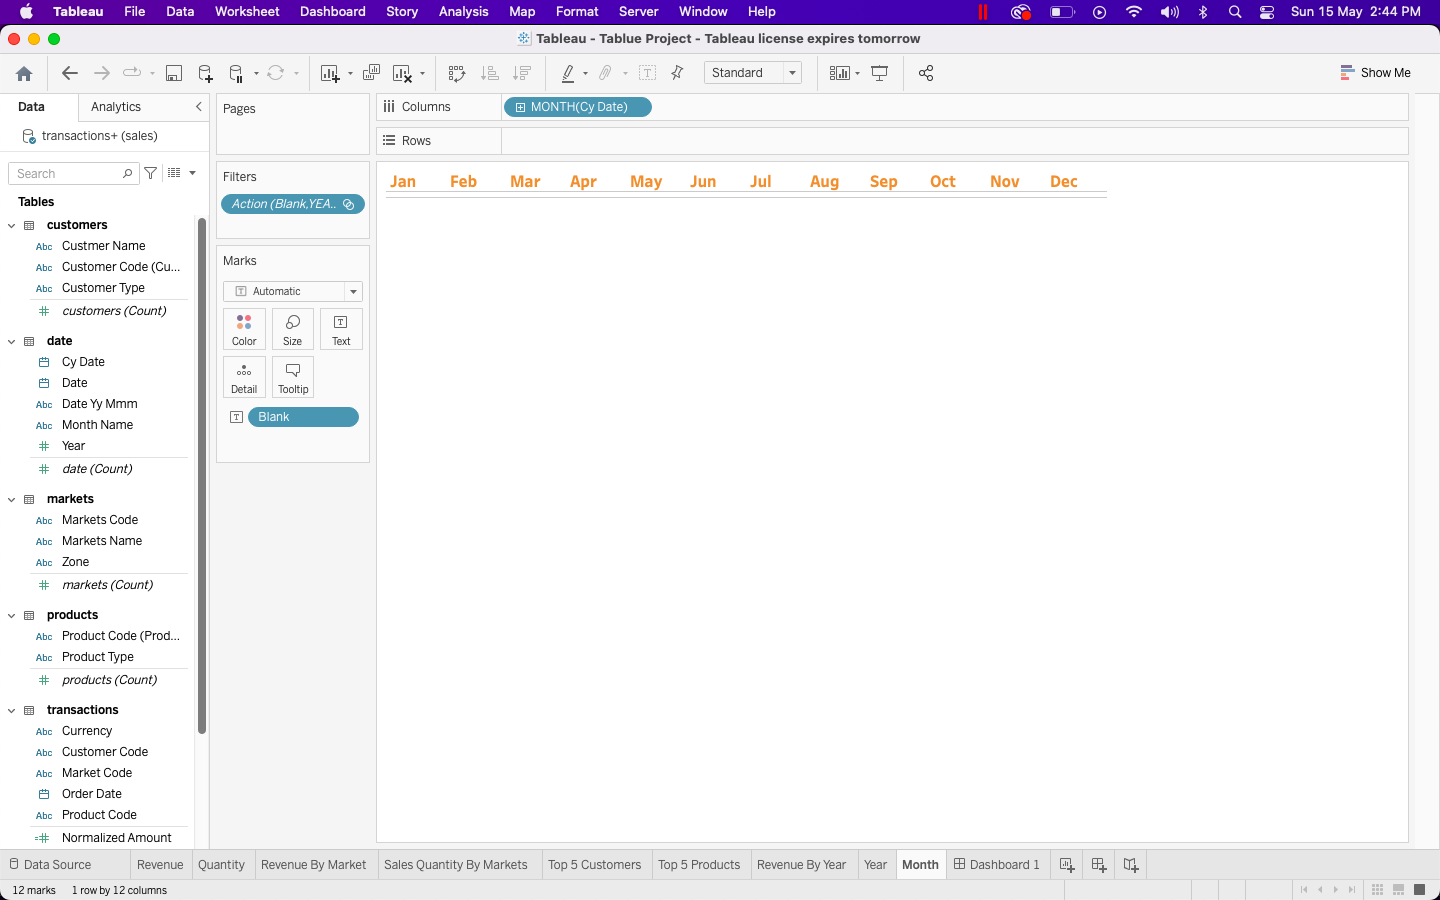 Tableau File Data Worksheet Dashboard Story Analysis Map Format Server Window Help Sun 15 May 2:44 PM
Tableau - Tablue Project - Tableau license expires tomorrow
Standard
Show Me
Data Analytics
transactions+ (sales)
Search
Tables
customers
Abc Custmer Name
Abc Customer Code (Cu...
Abc Customer Type
customers (Count)
date
Cy Date
Date
Abc Date Yy Mmm
Abc Month Name
Year
date (Count)
markets
Abc Markets Code
Abc Markets Name
Abc Zone
markets (Count)
products
Abc Product Code (Prod...
Abc Product Type
products (Count)
transactions
Abc Currency
Abc Customer Code
Abc Market Code
Order Date
Abc Product Code
Normalized Amount
Pages
Filters
Action (Blank,YEA..
Marks
Automatic
Color Size Text
Detail Tooltip
Blank
Columns MONTH(Cy Date)
Rows
Jan Feb Mar Apr May Jun Jul Aug Sep Oct Nov Dec
Data Source Revenue Quantity Revenue By Market Sales Quantity By Markets Top 5 Customers Top 5 Products Revenue By Year Year Month Dashboard 1
12 marks 1 row by 12 columns